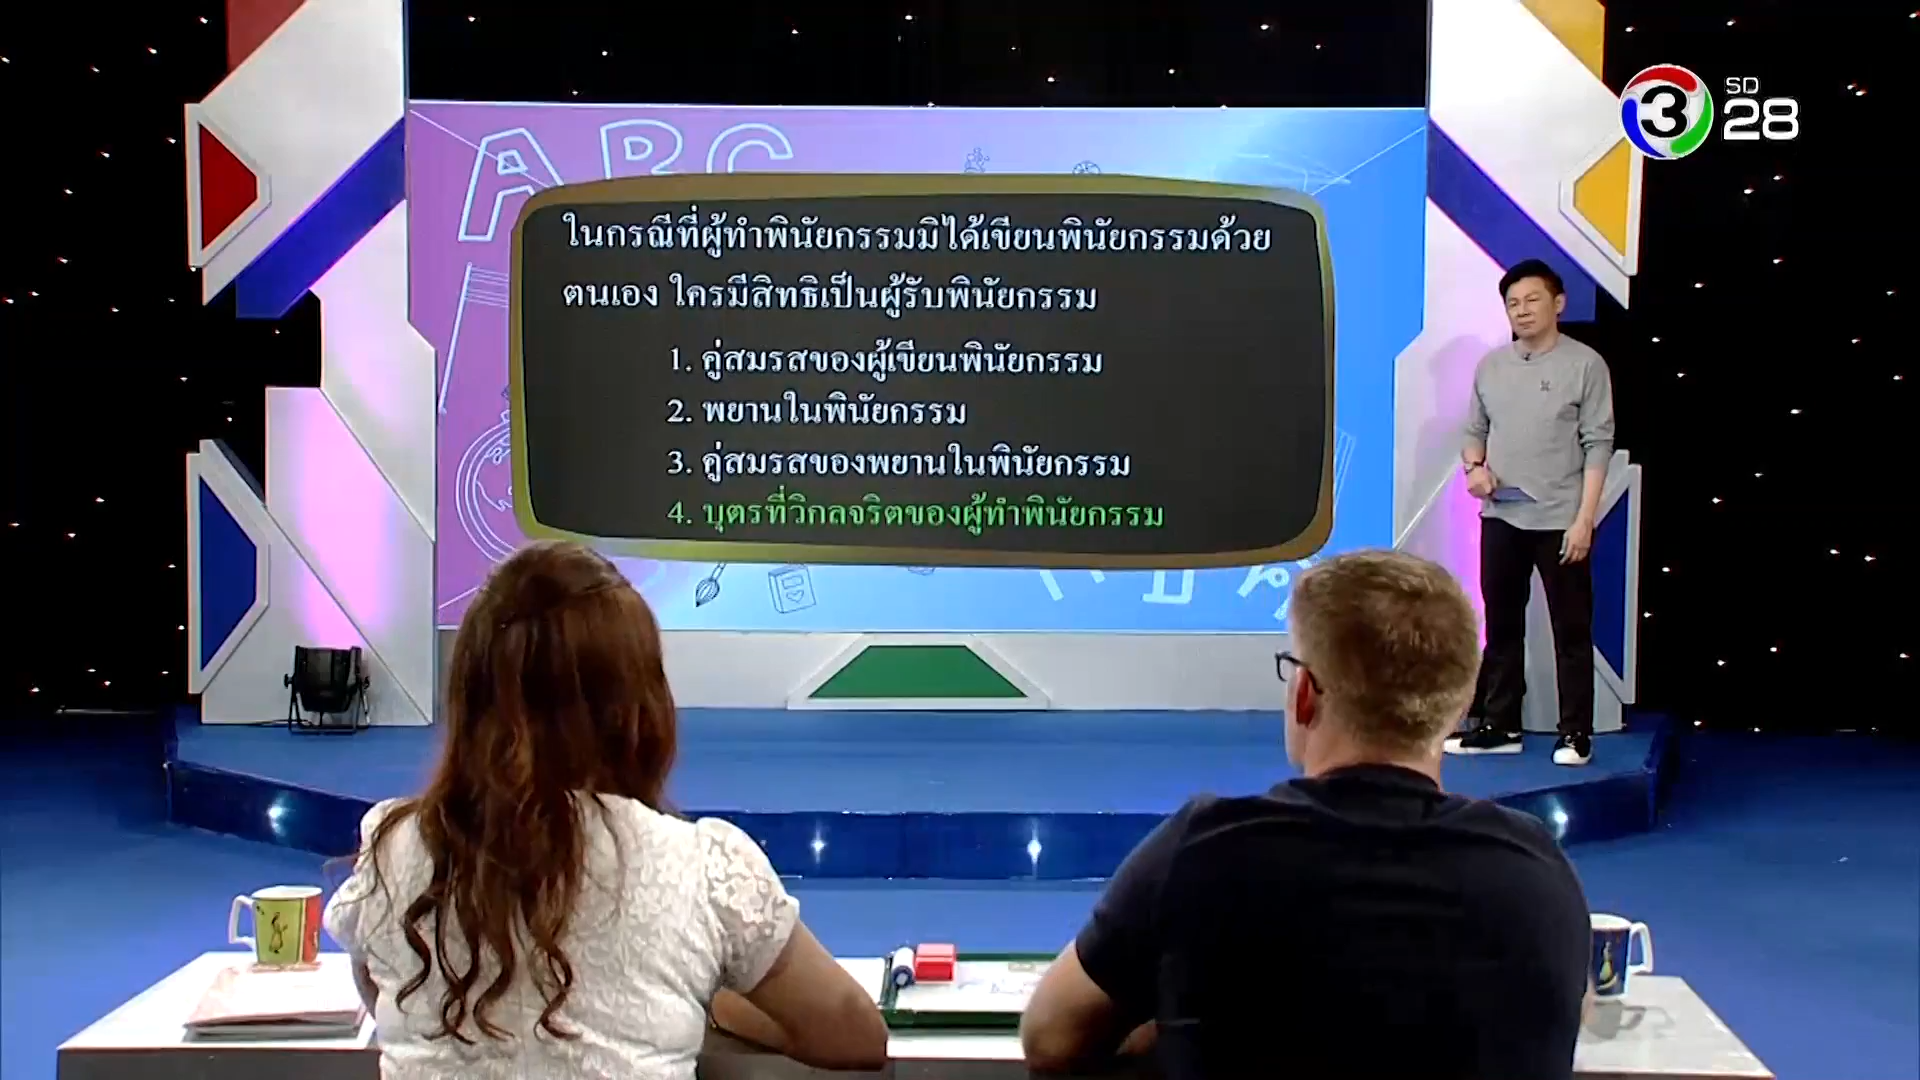 3 SD
28
ABC
ในกรณีที่ผู้ทำพินัยกรรมมิได้เขียนพินัยกรรมด้วย
ตนเอง ใครมีสิทธิเป็นผู้รับพินัยกรรม
1. คู่สมรสของผู้เขียนพินัยกรรม
2. พยานในพินัยกรรม
3. คู่สมรสของพยานในพินัยกรรม
4. บุตรที่วิกลจริตของผู้ทำพินัยกรรม